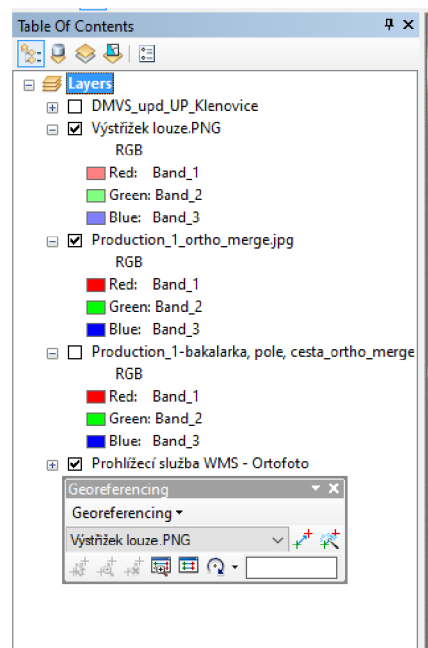 Table Of Contents
Layers
DMVS_upd_UP_Klenovice
Výstřižek louze.PNG
RGB
Red: Band_1
Green: Band_2
Blue: Band_3
Production_1_ortho_merge.jpg
RGB
Red: Band_1
Green: Band_2
Blue: Band_3
Production_1-bakalarka, pole, cesta_ortho_merge
RGB
Red: Band_1
Green: Band_2
Blue: Band_3
Prohlížecí služba WMS - Ortofoto
Georeferencing
Georeferencing
Výstřižek louze.PNG